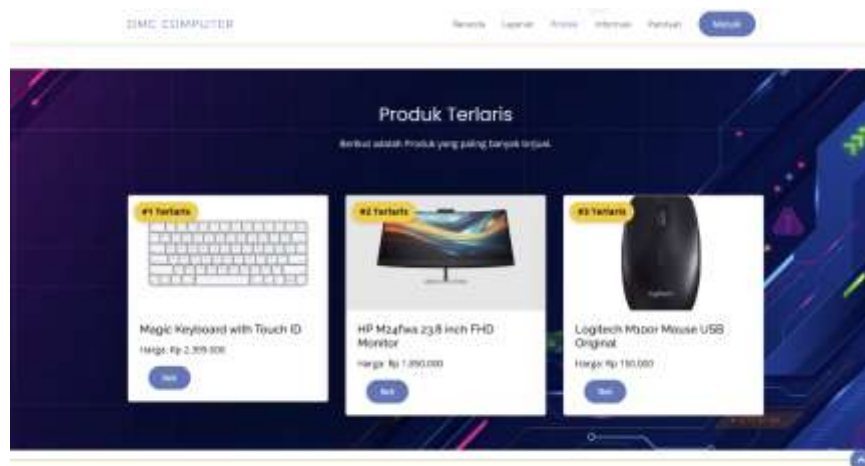 DMC COMPUTER
Beranda Layanan Produk Informasi Panduan Masuk
Produk Terlaris
Berikut adalah Produk yang paling banyak terjual.
#1 Terlaris
#2 Terlaris
#3 Terlaris
Magic Keyboard with Touch ID
Harga: Rp 2.399.000
Beli
HP M24fwa 23.8 inch FHD
Monitor
Harga: Rp 1.850.000
Beli
Logitech M100r Mouse USB
Original
Harga: Rp 150.000
Beli